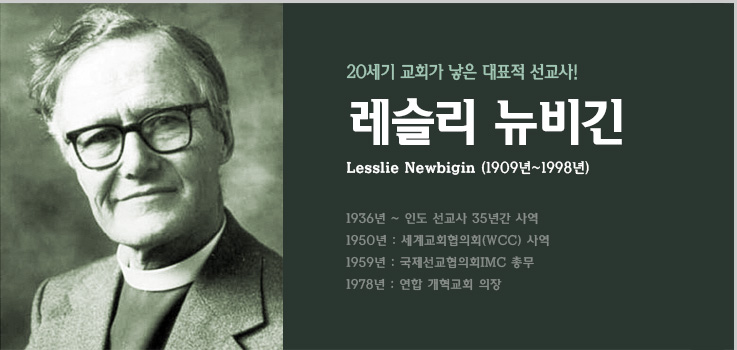 20세기 교회가 낳은 대표적 선교사!
레슬리 뉴비긴
Lesslie Newbigin (1909년~1998년)
1936년 ~ 인도 선교사 35년간 사역
1950년 : 세계교회협의회(WCC) 사역
1959년 : 국제선교협의회IMC 총무
1978년 : 연합 개혁교회 의장